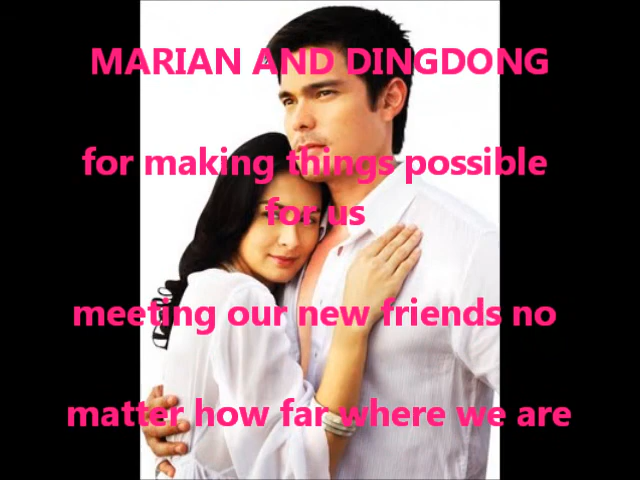 MARIAN AND DINGDONG
for making things possible
for us
meeting our new friends no
matter how far where we are